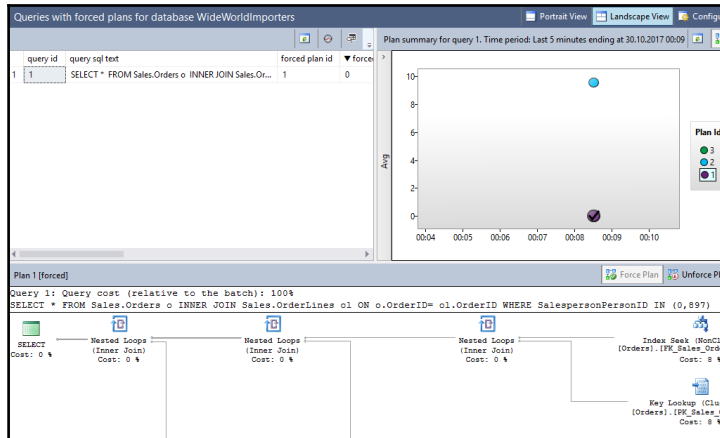 Queries with forced plans for database WideWorldImporters
Portrait View Landscape View Configu
Plan summary for query 1. Time period: Last 5 minutes ending at 30.10.2017 00:09
query id query sql text forced plan id ▼ force
1 1 SELECT * FROM Sales.Orders o INNER JOIN Sales.Or... 1 0
Avg
10
8
6
4
2
0
00:04 00:05 00:06 00:07 00:08 00:09 00:10
Plan Id
3
2
1
Plan 1 [forced]
Force Plan Unforce Pl
Query 1: Query cost (relative to the batch): 100%
SELECT * FROM Sales.Orders o INNER JOIN Sales.OrderLines ol ON o.OrderID= ol.OrderID WHERE SalespersonPersonID IN (0,897)
SELECT
Cost: 0 %
Nested Loops
(Inner Join)
Cost: 0 %
Nested Loops
(Inner Join)
Cost: 0 %
Nested Loops
(Inner Join)
Cost: 0 %
Index Seek (NonCl
[Orders].[FK_Sales_Ord
Cost: 8 %
Key Lookup (Clu
[Orders].[PK_Sales_
Cost: 8 %